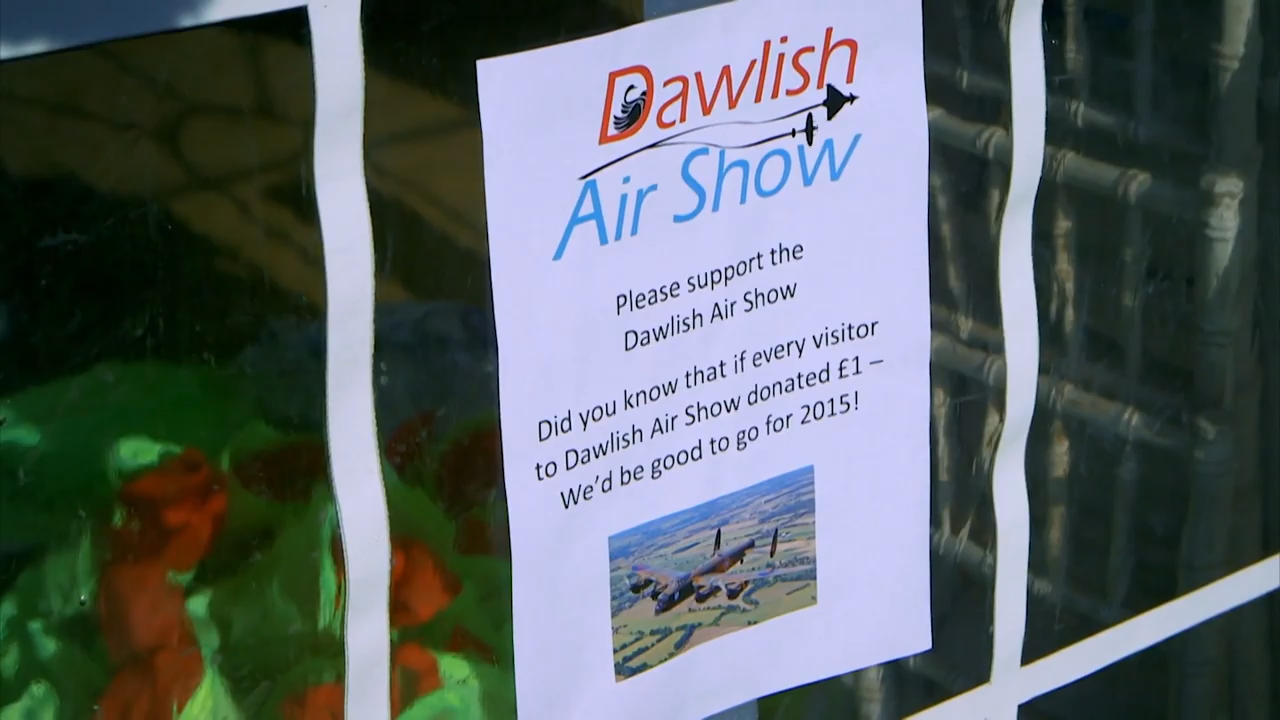 Dawlish
Air Show
Please support the
Dawlish Air Show
Did you know that if every visitor
to Dawlish Air Show donated £1 –
We'd be good to go for 2015!